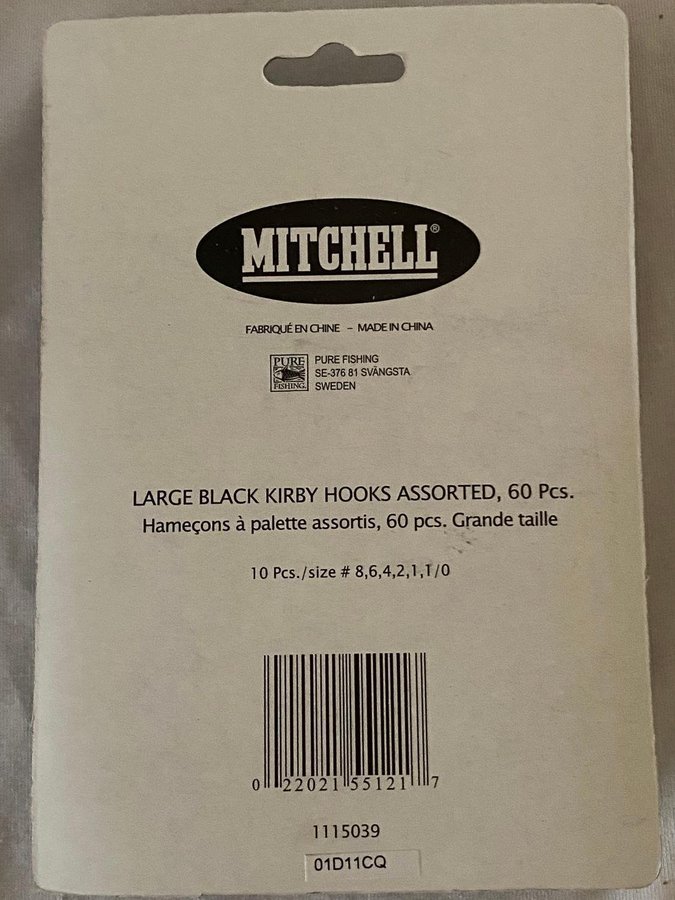 MITCHELL®
FABRIQUÉ EN CHINE – MADE IN CHINA
PURE
FISHING.
PURE FISHING
SE-376 81 SVÄNGSTA
SWEDEN
LARGE BLACK KIRBY HOOKS ASSORTED, 60 Pcs.
Hameçons à palette assortis, 60 pcs. Grande taille
10 Pcs./size # 8,6,4,2,1,1/0
0 22021 55121 7
1115039
01D11CQ